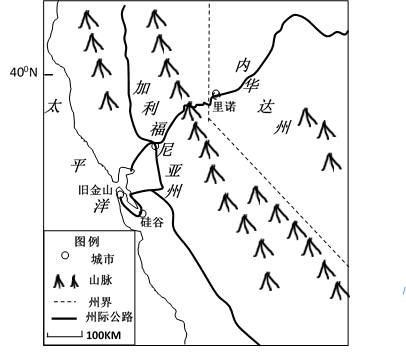 40⁰N
太
平
洋
加
利
福
尼
亚
州
内
华
达
州
里诺
旧金山
硅谷
图例
城市
山脉
州界
州际公路
100KM